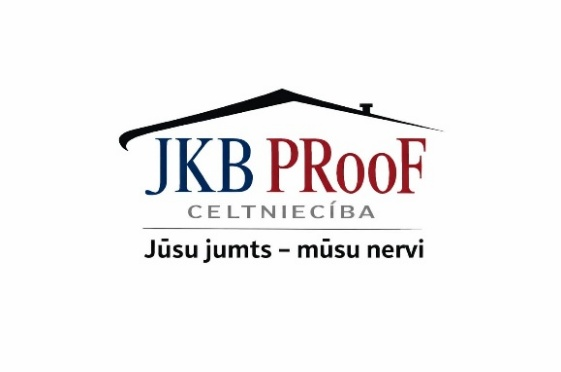 JKB PRooF
CELTNIECĪBA
Jūsu jumts – mūsu nervi